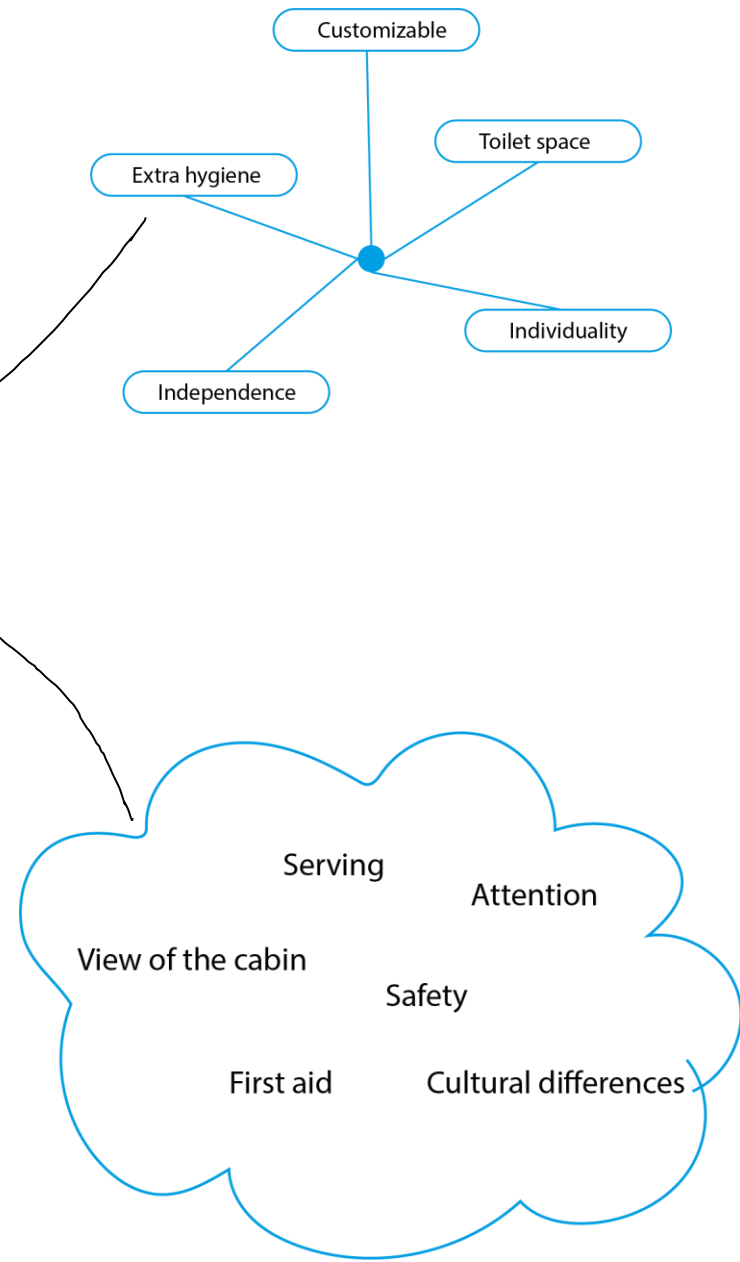 Customizable
Toilet space
Extra hygiene
Individuality
Independence
Serving
Attention
View of the cabin
Safety
First aid
Cultural differences